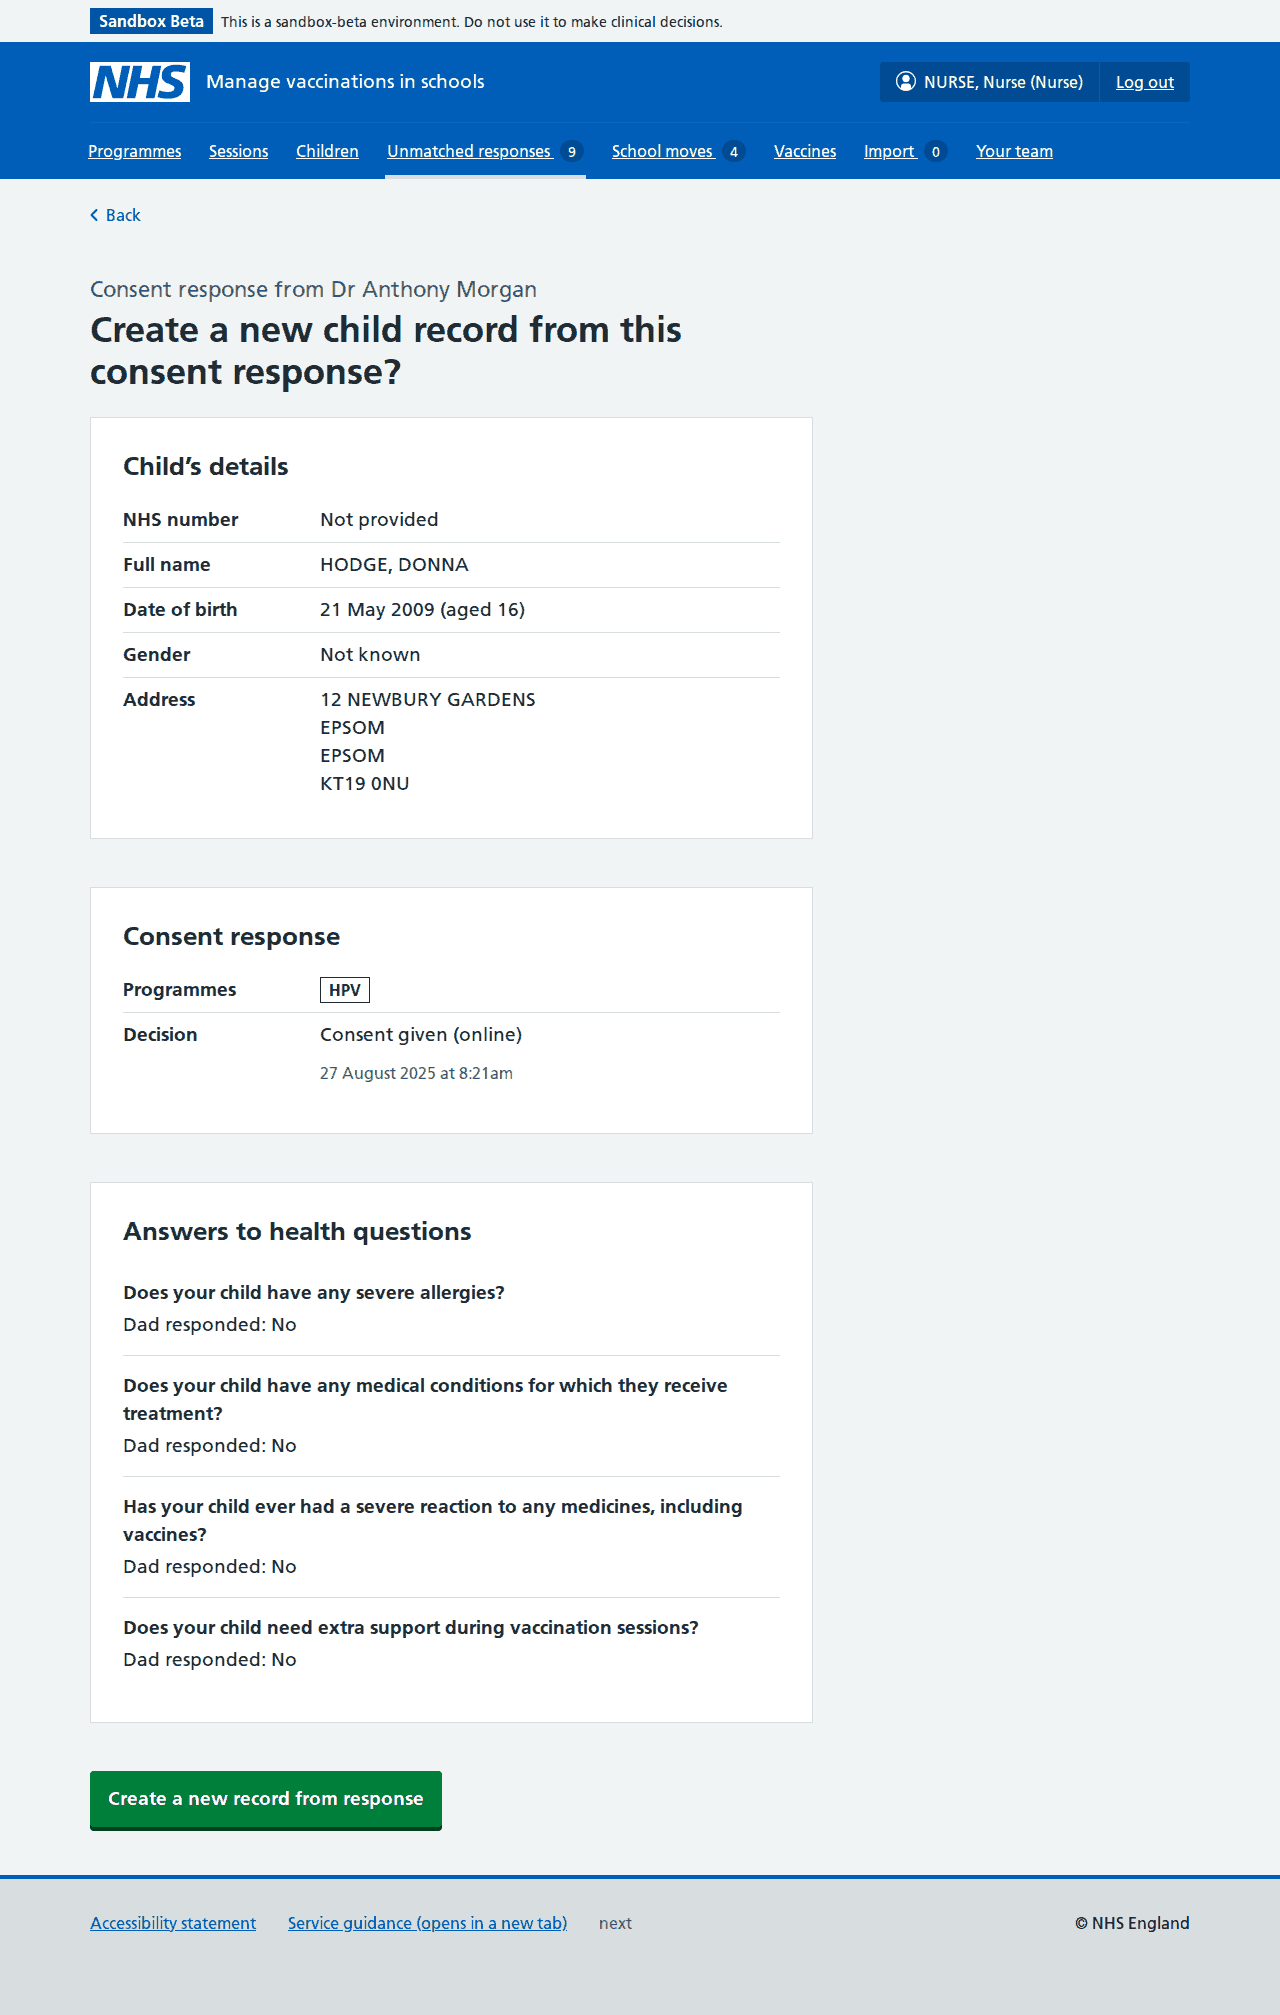 Sandbox Beta This is a sandbox-beta environment. Do not use it to make clinical decisions.
NHS Manage vaccinations in schools NURSE, Nurse (Nurse) Log out
Programmes Sessions Children Unmatched responses 9 School moves 4 Vaccines Import 0 Your team
Back
Consent response from Dr Anthony Morgan
Create a new child record from this
consent response?
Child’s details
NHS number Not provided
Full name HODGE, DONNA
Date of birth 21 May 2009 (aged 16)
Gender Not known
Address 12 NEWBURY GARDENS
EPSOM
EPSOM
KT19 0NU
Consent response
Programmes HPV
Decision Consent given (online)
27 August 2025 at 8:21am
Answers to health questions
Does your child have any severe allergies?
Dad responded: No
Does your child have any medical conditions for which they receive
treatment?
Dad responded: No
Has your child ever had a severe reaction to any medicines, including
vaccines?
Dad responded: No
Does your child need extra support during vaccination sessions?
Dad responded: No
Create a new record from response
Accessibility statement Service guidance (opens in a new tab) next © NHS England